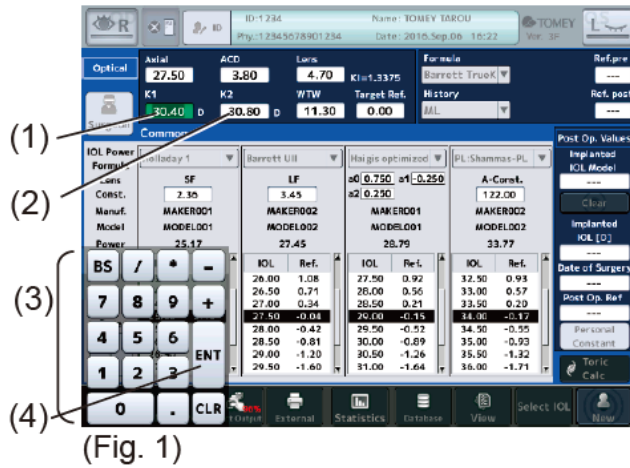 R
ID
ID:1234
Name: TOMEY TAROU
Phy.:12345678901234
Date: 2016.Sep.06 16:22
TOMEY
Ver. 3P
L
Optical
Axial
ACD
Lens
Formula
Ref.pre
27.50
3.80
4.70
KI=1.3375
Barrett TrueK
---
K1
K2
WTW
Target Ref.
History
Ref. post
30.40 D
30.80 D
11.30
0.00
ML
---
(1)
(2)
(3)
(4)
Common
Post Op. Values
IOL Power
Formula
Holladay 1
Barrett UII
Haigis optimized
PL:Shammas-PL
Implanted
IOL Model
---
Clear
Lens
Const.
SF
LF
a0 0.750 a1 -0.250
A-Const.
2.36
3.45
a2 0.250
122.00
Manuf.
MAKER001
MAKER002
MAKER001
MAKER002
Model
MODEL001
MODEL002
MODEL001
MODEL002
Power
25.17
27.45
28.79
33.77
Implanted
IOL [D]
---
Date of Surgery
---
Post Op. Ref
---
Personal
Constant
Toric
Calc
IOL Ref.
IOL Ref.
IOL Ref.
26.00 1.08
27.50 0.92
32.50 0.93
26.50 0.71
28.00 0.56
33.00 0.57
27.00 0.34
28.50 0.21
33.50 0.20
27.50 -0.04
29.00 -0.15
34.00 -0.17
28.00 -0.42
29.50 -0.52
34.50 -0.55
28.50 -0.81
30.00 -0.89
35.00 -0.93
29.00 -1.20
30.50 -1.26
35.50 -1.32
29.50 -1.60
31.00 -1.64
36.00 -1.71
BS / * -
7 8 9 +
4 5 6
ENT
1 2 3
0 . CLR
Output
External
Statistics
Database
View
Select IOL
New
(Fig. 1)